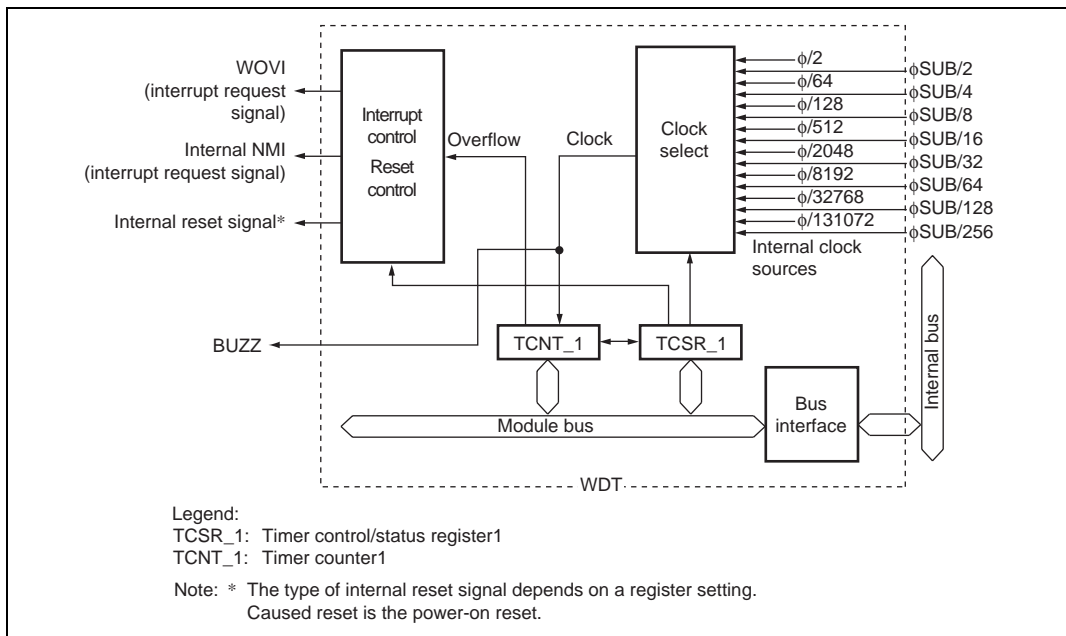 WOVI
(interrupt request
signal)
Internal NMI
(interrupt request signal)
Internal reset signal*
BUZZ
Interrupt
control
Reset
control
Overflow
Clock
Clock
select
ϕ/2
ϕSUB/2
ϕ/64
ϕSUB/4
ϕ/128
ϕSUB/8
ϕ/512
ϕSUB/16
ϕ/2048
ϕSUB/32
ϕ/8192
ϕSUB/64
ϕ/32768
ϕSUB/128
ϕ/131072
ϕSUB/256
Internal clock
sources
TCNT_1
TCSR_1
Module bus
Bus
interface
Internal bus
WDT
Legend:
TCSR_1: Timer control/status register1
TCNT_1: Timer counter1
Note: * The type of internal reset signal depends on a register setting.
Caused reset is the power-on reset.